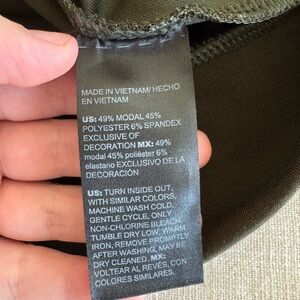 MADE IN VIETNAM/ HECHO
EN VIETNAM
US: 49% MODAL 45%
POLYESTER 6% SPANDEX
EXCLUSIVE OF
DECORATION MX: 49%
modal 45% poliéster 6%
elastano EXCLUSIVO DE LA
DECORACIÓN
US: TURN INSIDE OUT,
WITH SIMILAR COLORS,
MACHINE WASH COLD,
GENTLE CYCLE, ONLY
NON-CHLORINE BLEACH
TUMBLE DRY LOW, WARM
IRON, REMOVE PROMPTLY
AFTER WASHING, MAY BE
DRY CLEANED. MX:
VOLTEAR AL REVÉS, CON
COLORES SIMILARES.